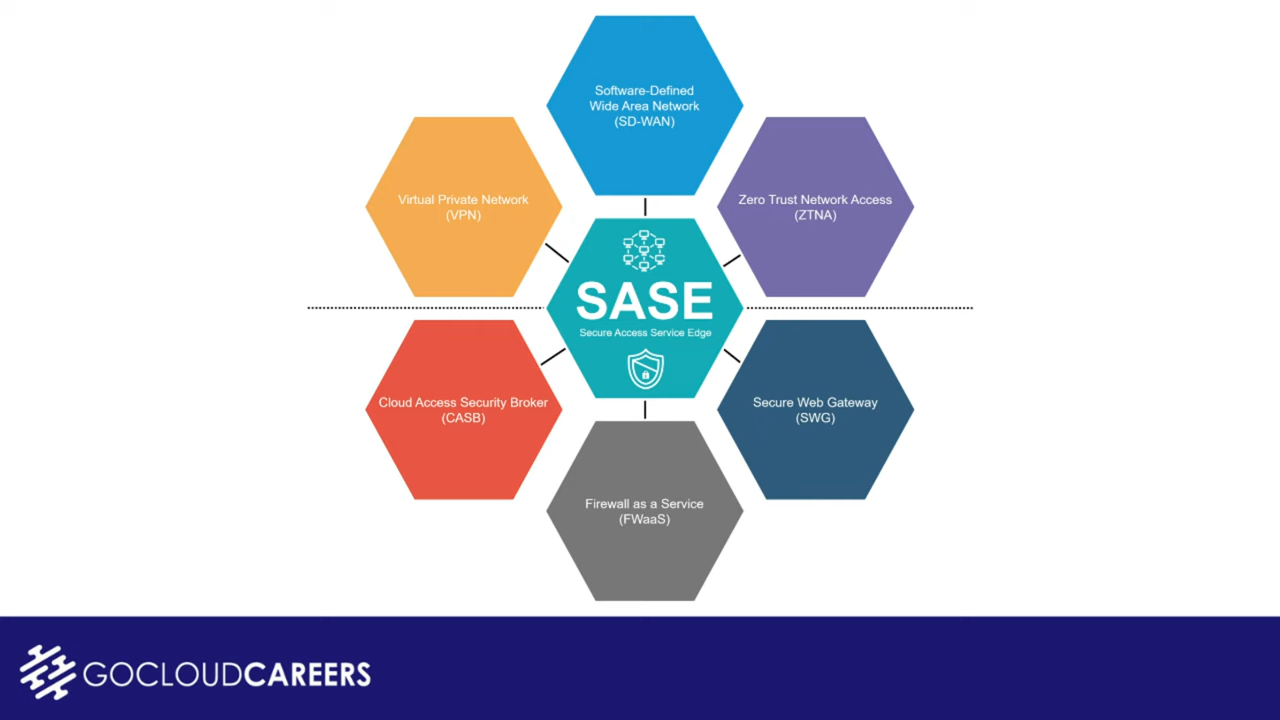 Software-Defined
Wide Area Network
(SD-WAN)
Virtual Private Network
(VPN)
Zero Trust Network Access
(ZTNA)
SASE
Secure Access Service Edge
Cloud Access Security Broker
(CASB)
Secure Web Gateway
(SWG)
Firewall as a Service
(FWaaS)
GOCLOUDCAREERS